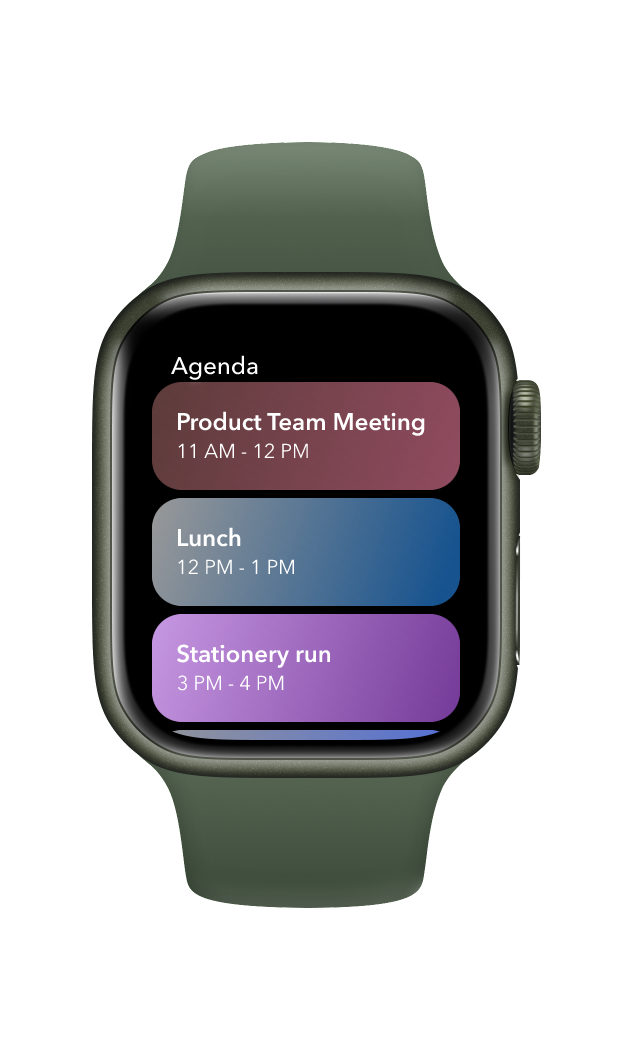 Agenda
Product Team Meeting
11 AM - 12 PM
Lunch
12 PM - 1 PM
Stationery run
3 PM - 4 PM